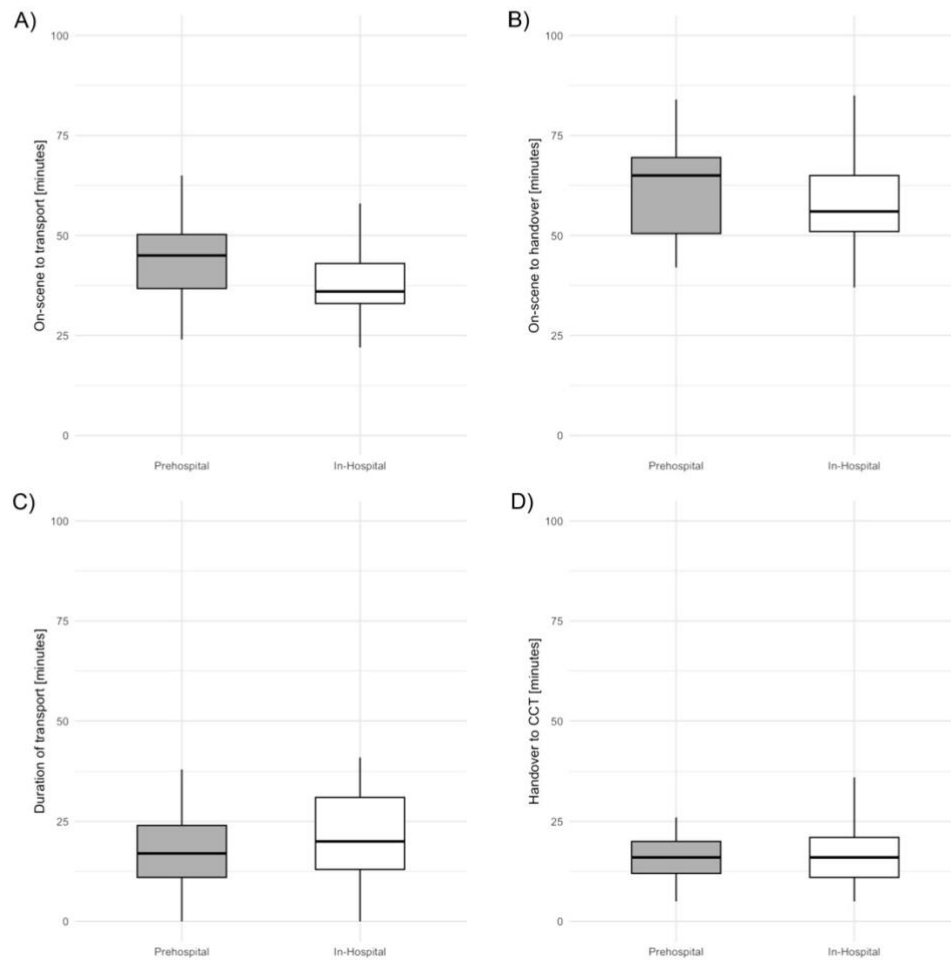 A)
On-scene to transport [minutes]
100
75
50
25
0
Prehospital In-Hospital
B)
On-scene to handover [minutes]
100
75
50
25
0
Prehospital In-Hospital
C)
Duration of transport [minutes]
100
75
50
25
0
Prehospital In-Hospital
D)
Handover to CCT [minutes]
100
75
50
25
0
Prehospital In-Hospital